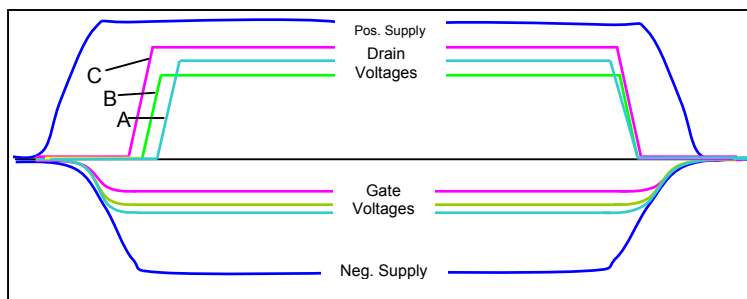 Pos. Supply
Drain
Voltages
C
B
A
Gate
Voltages
Neg. Supply